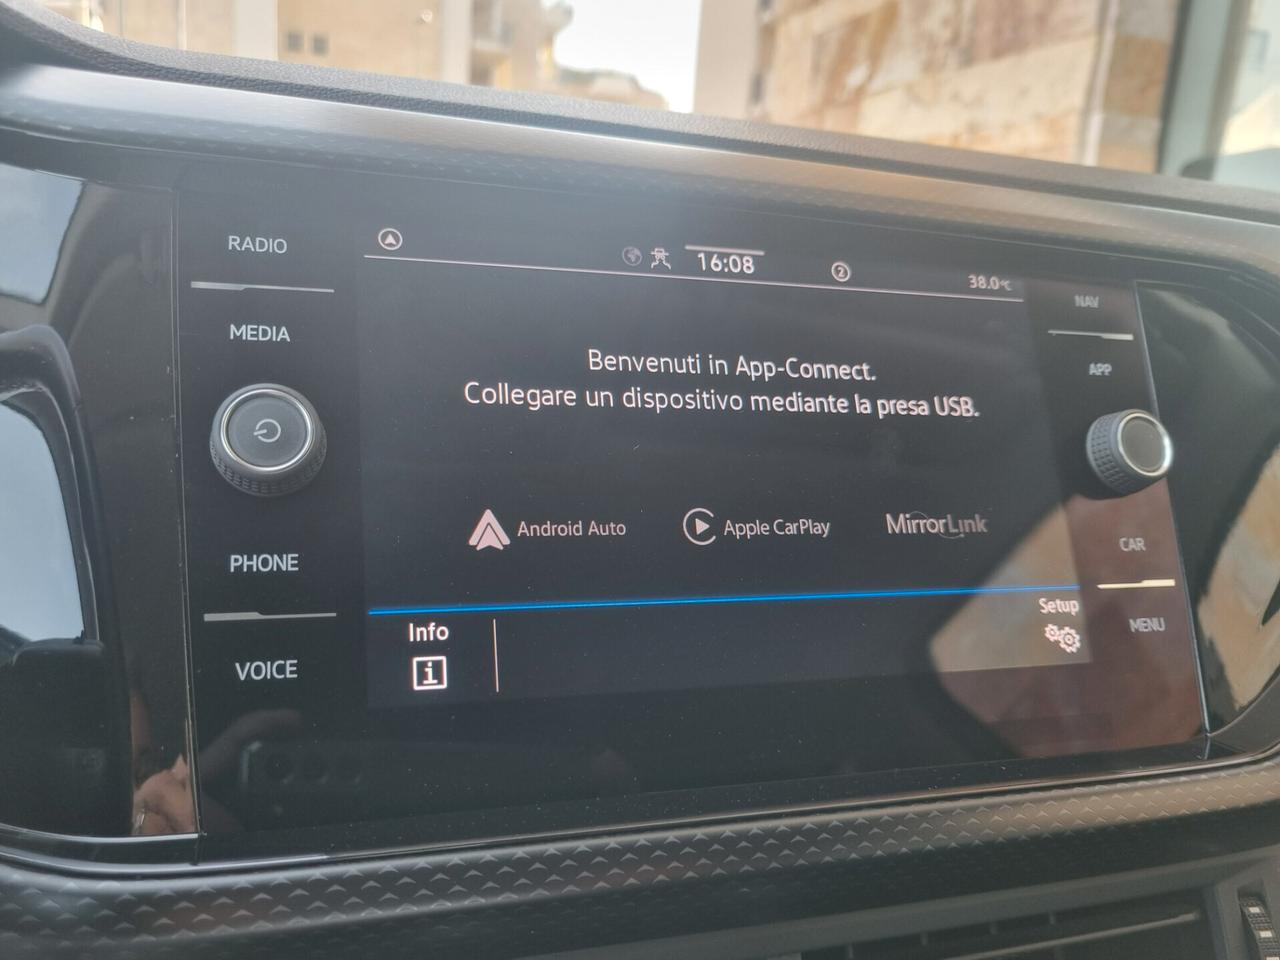 RADIO
MEDIA
PHONE
VOICE
16:08
2
38.0°C
Benvenuti in App-Connect.
Collegare un dispositivo mediante la presa USB.
Android Auto
Apple CarPlay
MirrorLink
Info
i
Setup
NAV
APP
CAR
MENU